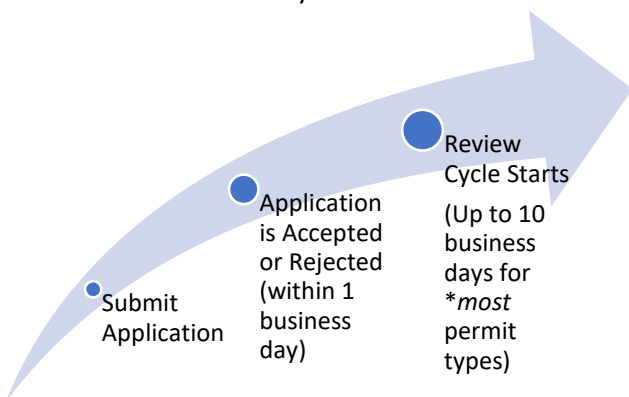 Submit
Application
Application
is Accepted
or Rejected
(within 1
business
day)
Review
Cycle Starts
(Up to 10
business
days for
*most
permit
types)